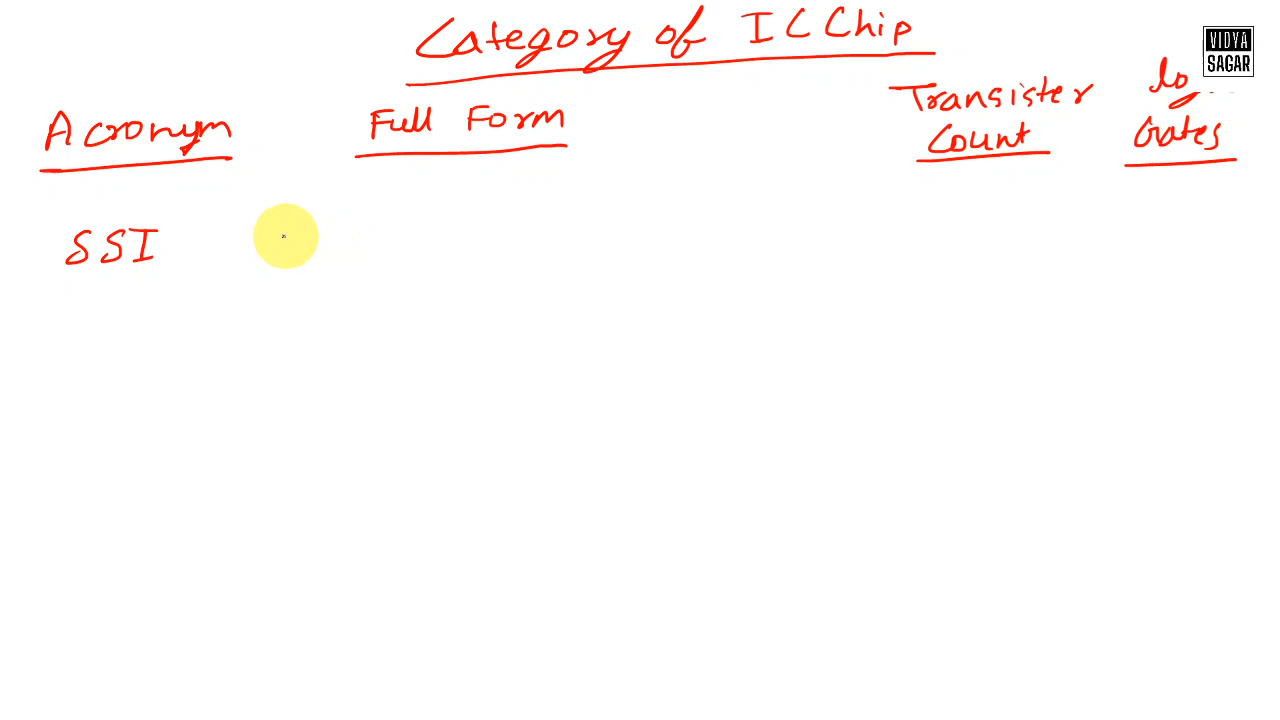 Category of IC Chip
VIDYA
SAGAR
Acronym
Full Form
Transister
Count
Gates
SSI